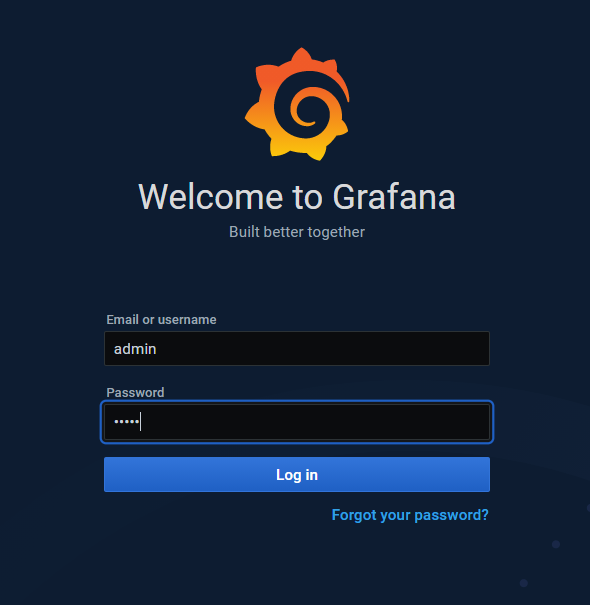 Welcome to Grafana
Built better together
Email or username
admin
Password
•••••
Log in
Forgot your password?